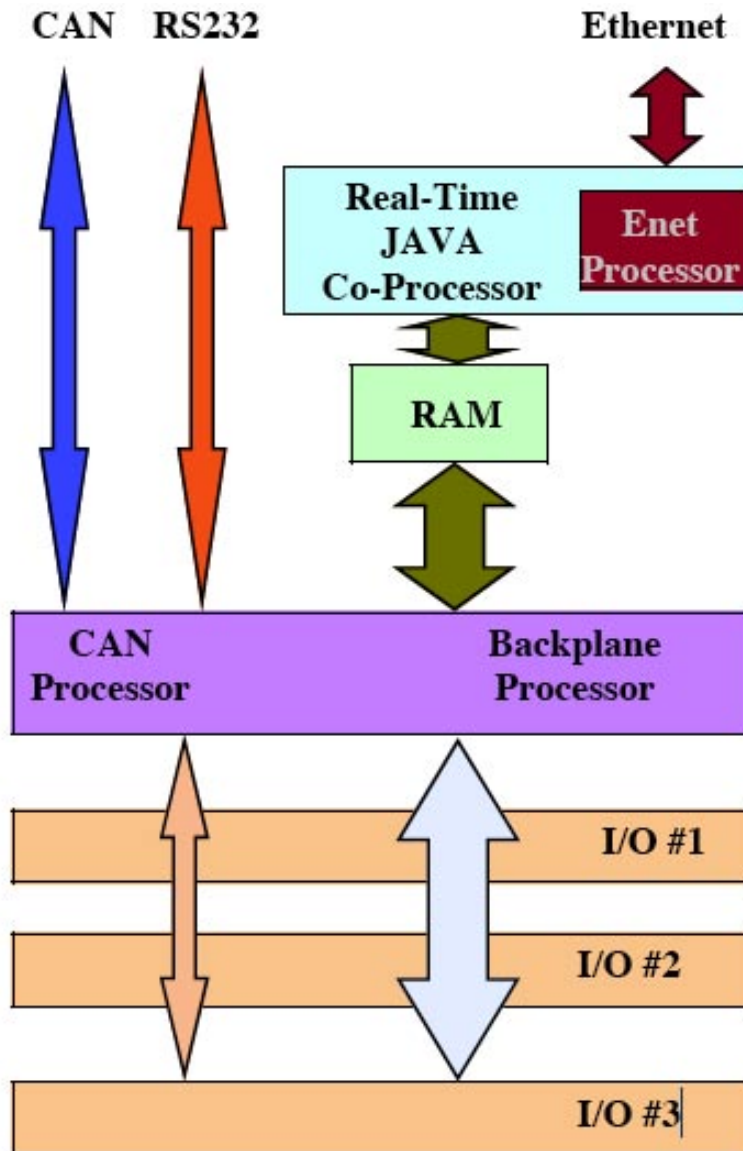 CAN RS232 Ethernet
Real-Time
JAVA
Co-Processor
Enet
Processor
RAM
CAN
Processor
Backplane
Processor
I/O #1
I/O #2
I/O #3